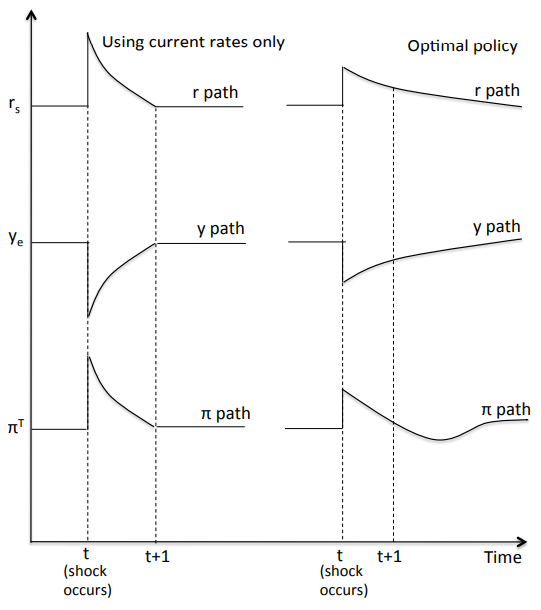 Using current rates only
Optimal policy
r path
r path
rₛ
y path
y path
yₑ
π path
π path
πᵀ
t
t+1
t
t+1
Time
(shock
occurs)
(shock
occurs)